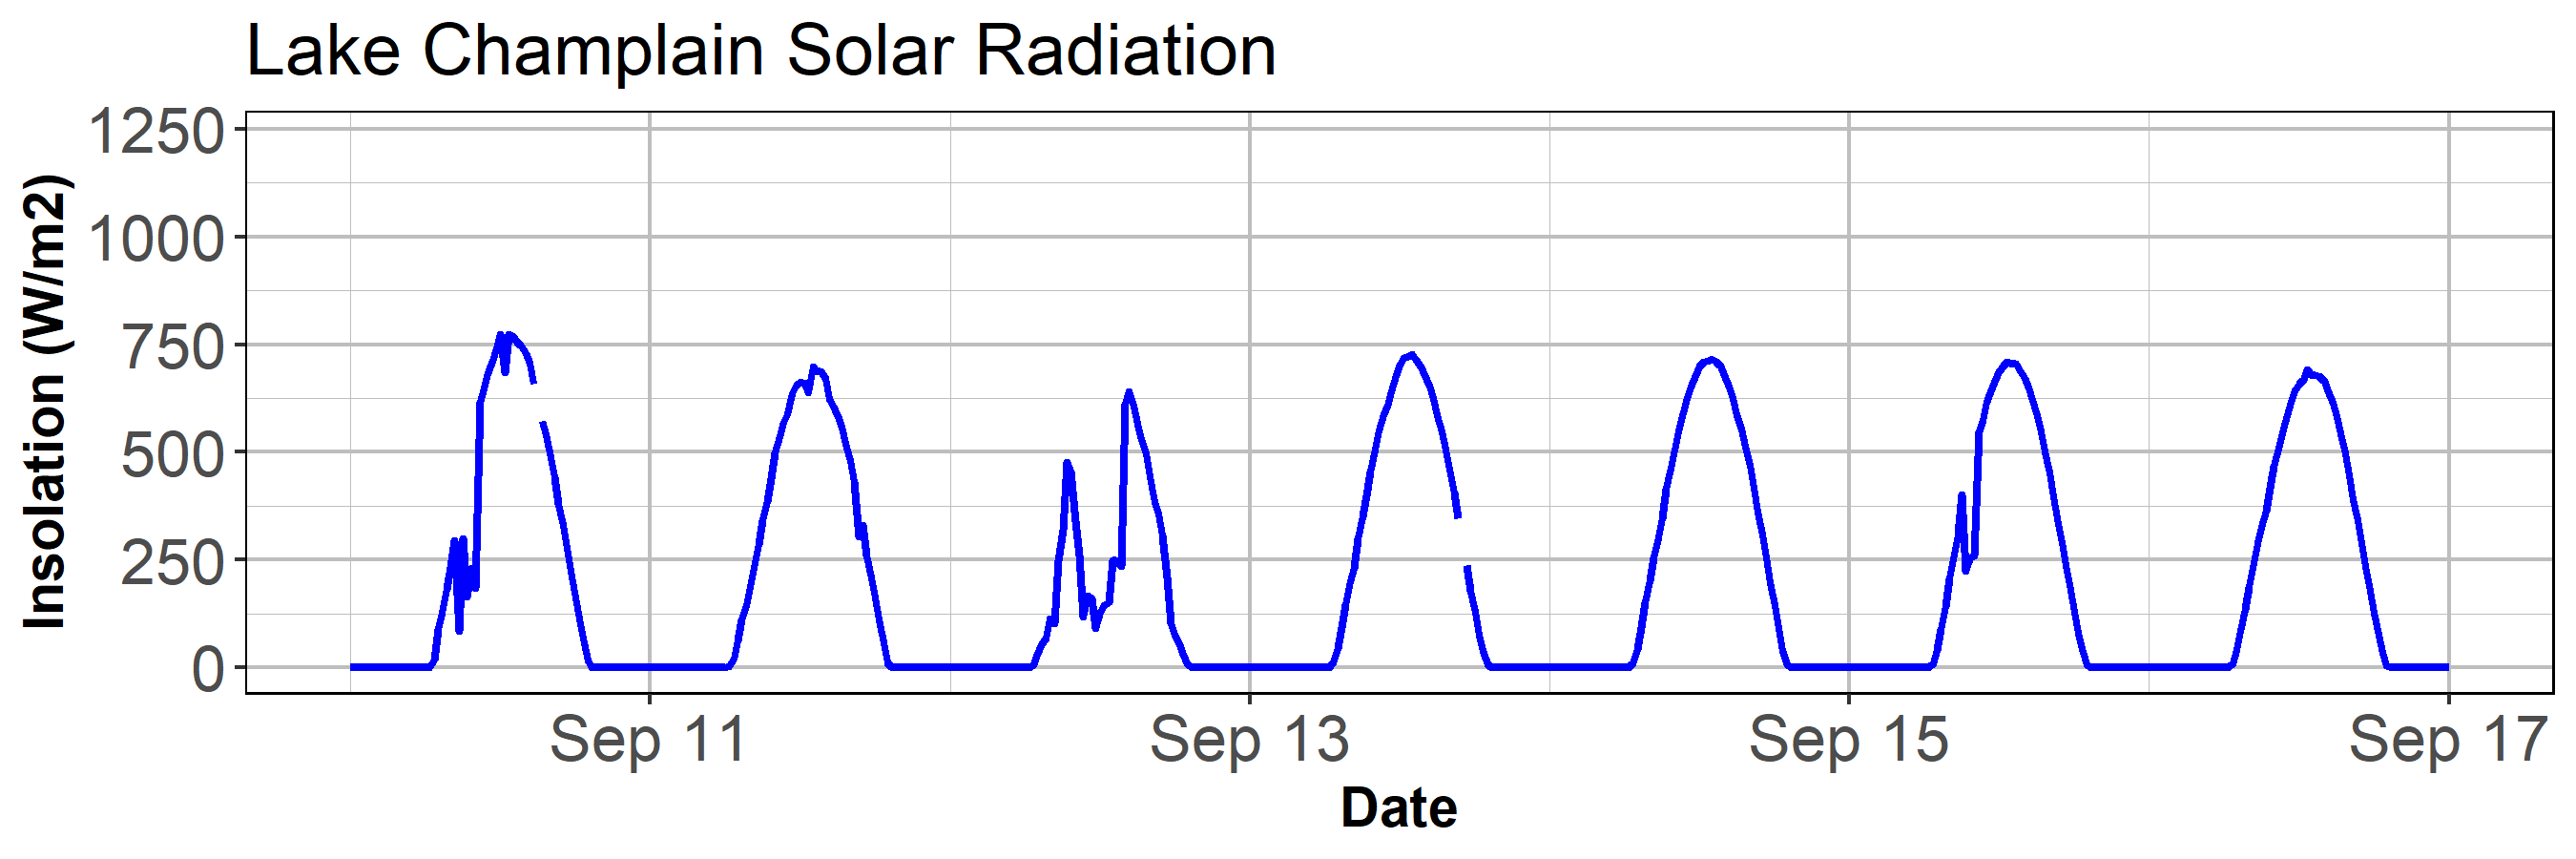 Lake Champlain Solar Radiation
1250
1000
750
500
250
0
Insolation (W/m2)
Sep 11
Sep 13
Sep 15
Sep 17
Date